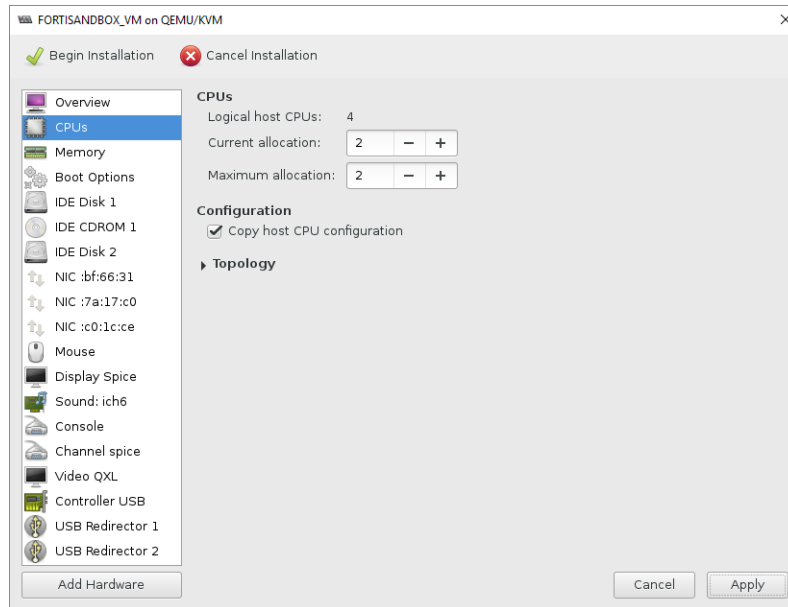 FORTISANDBOX_VM on QEMU/KVM
Begin Installation
Cancel Installation
Overview
CPUs
Memory
Boot Options
IDE Disk 1
IDE CDROM 1
IDE Disk 2
NIC :bf:66:31
NIC :7a:17:c0
NIC :c0:1c:ce
Mouse
Display Spice
Sound: ich6
Console
Channel spice
Video QXL
Controller USB
USB Redirector 1
USB Redirector 2
Add Hardware
CPUs
Logical host CPUs: 4
Current allocation: 2 − +
Maximum allocation: 2 − +
Configuration
Copy host CPU configuration
Topology
Cancel
Apply